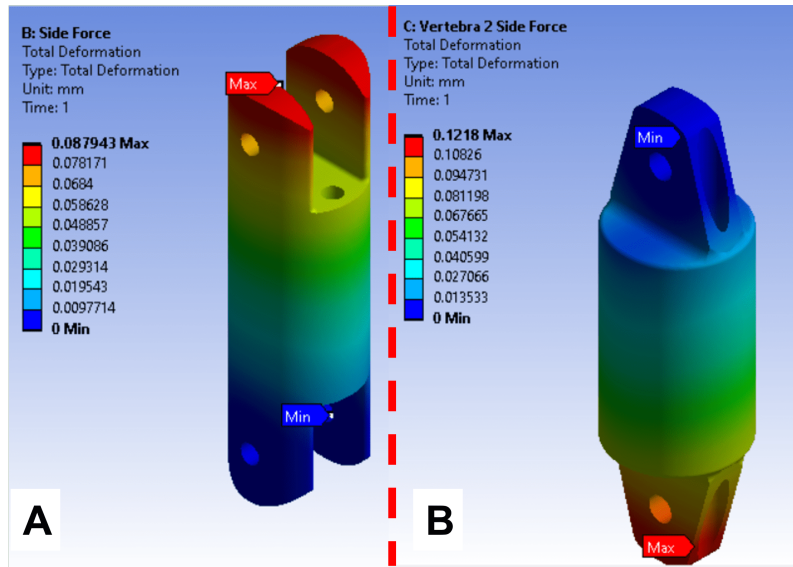 B: Side Force
Total Deformation
Type: Total Deformation
Unit: mm
Time: 1
0.087943 Max
0.078171
0.0684
0.058628
0.048857
0.039086
0.029314
0.019543
0.0097714
0 Min
Max
Min
A
C: Vertebra 2 Side Force
Total Deformation
Type: Total Deformation
Unit: mm
Time: 1
0.1218 Max
0.10826
0.094731
0.081198
0.067665
0.054132
0.040599
0.027066
0.013533
0 Min
Min
Max
B